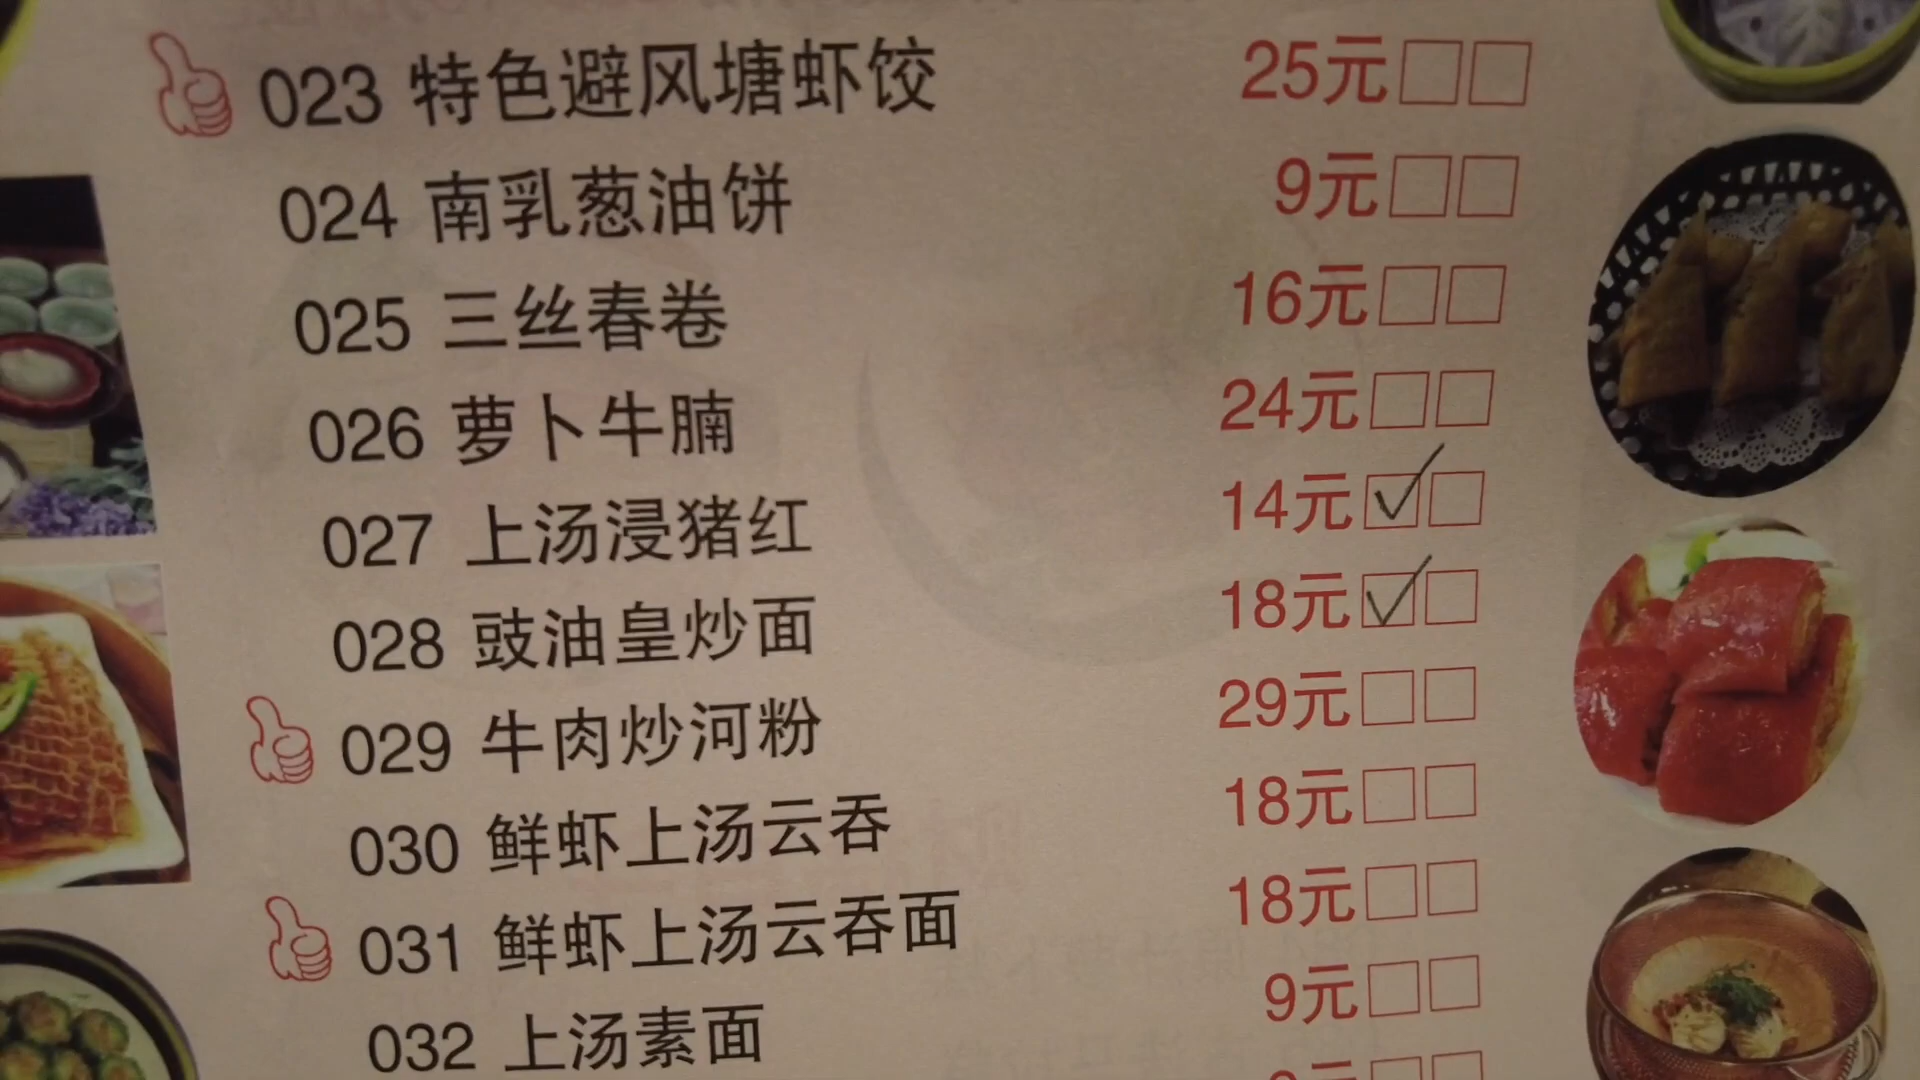 023 特色避风塘虾饺 25元□□
024 南乳葱油饼 9元□□
025 三丝春卷 16元□□
026 萝卜牛腩 24元□□
027 上汤浸猪红 14元☑□
028 豉油皇炒面 18元☑□
029 牛肉炒河粉 29元□□
030 鲜虾上汤云吞 18元□□
031 鲜虾上汤云吞面 18元□□
032 上汤素面 9元□□